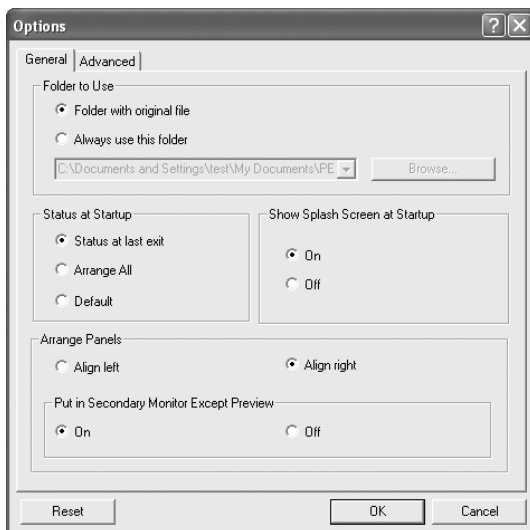 Options
General Advanced
Folder to Use
Folder with original file
Always use this folder
C:\Documents and Settings\test\My Documents\PE Browse...
Status at Startup
Status at last exit
Arrange All
Default
Show Splash Screen at Startup
On
Off
Arrange Panels
Align left Align right
Put in Secondary Monitor Except Preview
On Off
Reset OK Cancel